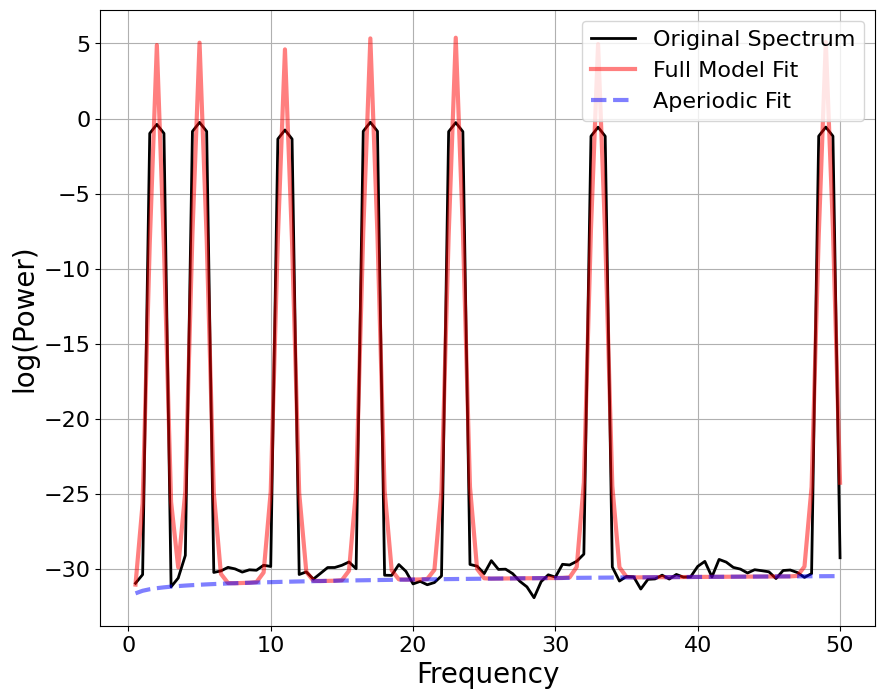 Original Spectrum
Full Model Fit
Aperiodic Fit
log(Power)
5
0
−5
−10
−15
−20
−25
−30
0 10 20 30 40 50
Frequency